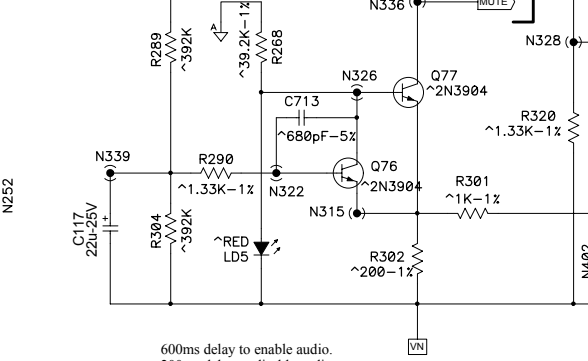 N336
MUTE
A
R289
^392K
^39.2K-1%
R268
N328
N326
Q77
^2N3904
C713
^680pF-5%
R320
^1.33K-1%
N339
R290
^1.33K-1%
N322
Q76
^2N3904
R301
^1K-1%
N252
C117
22u-25V
+
R304
^392K
N315
^RED
LD5
R302
^200-1%
N402
VN
600ms delay to enable audio.